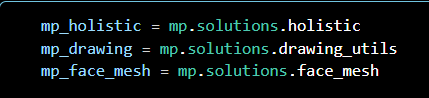 mp_holistic = mp.solutions.holistic
mp_drawing = mp.solutions.drawing_utils
mp_face_mesh = mp.solutions.face_mesh